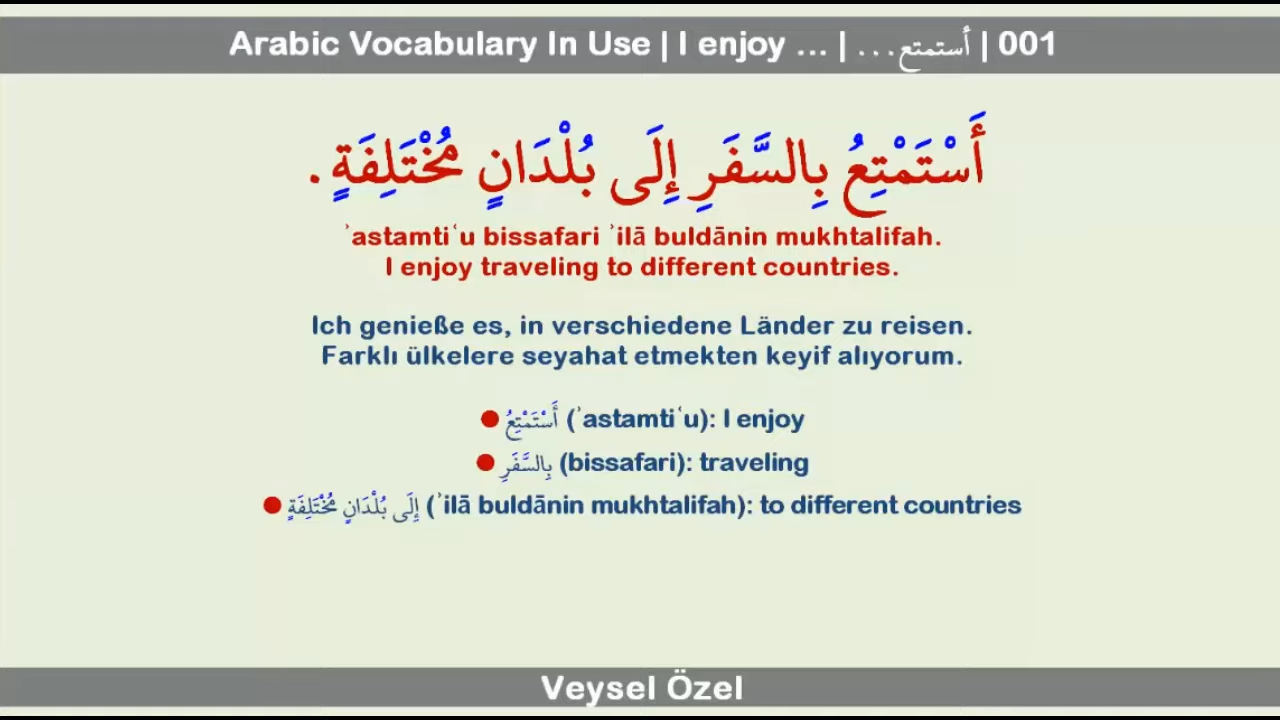 Arabic Vocabulary In Use | I enjoy ... | أستمتع... | 001
أَسْتَمْتِعُ بِالسَّفَرِ إِلَى بُلْدَانٍ مُخْتَلِفَةٍ.
ʾastamtiʿu bissafari ʾilā buldānin mukhtalifah.
I enjoy traveling to different countries.
Ich genieße es, in verschiedene Länder zu reisen.
Farklı ülkelere seyahat etmekten keyif alıyorum.
● أَسْتَمْتِعُ (ʾastamtiʿu): I enjoy
● بِالسَّفَرِ (bissafari): traveling
● إِلَى بُلْدَانٍ مُخْتَلِفَةٍ (ʾilā buldānin mukhtalifah): to different countries
Veysel Özel